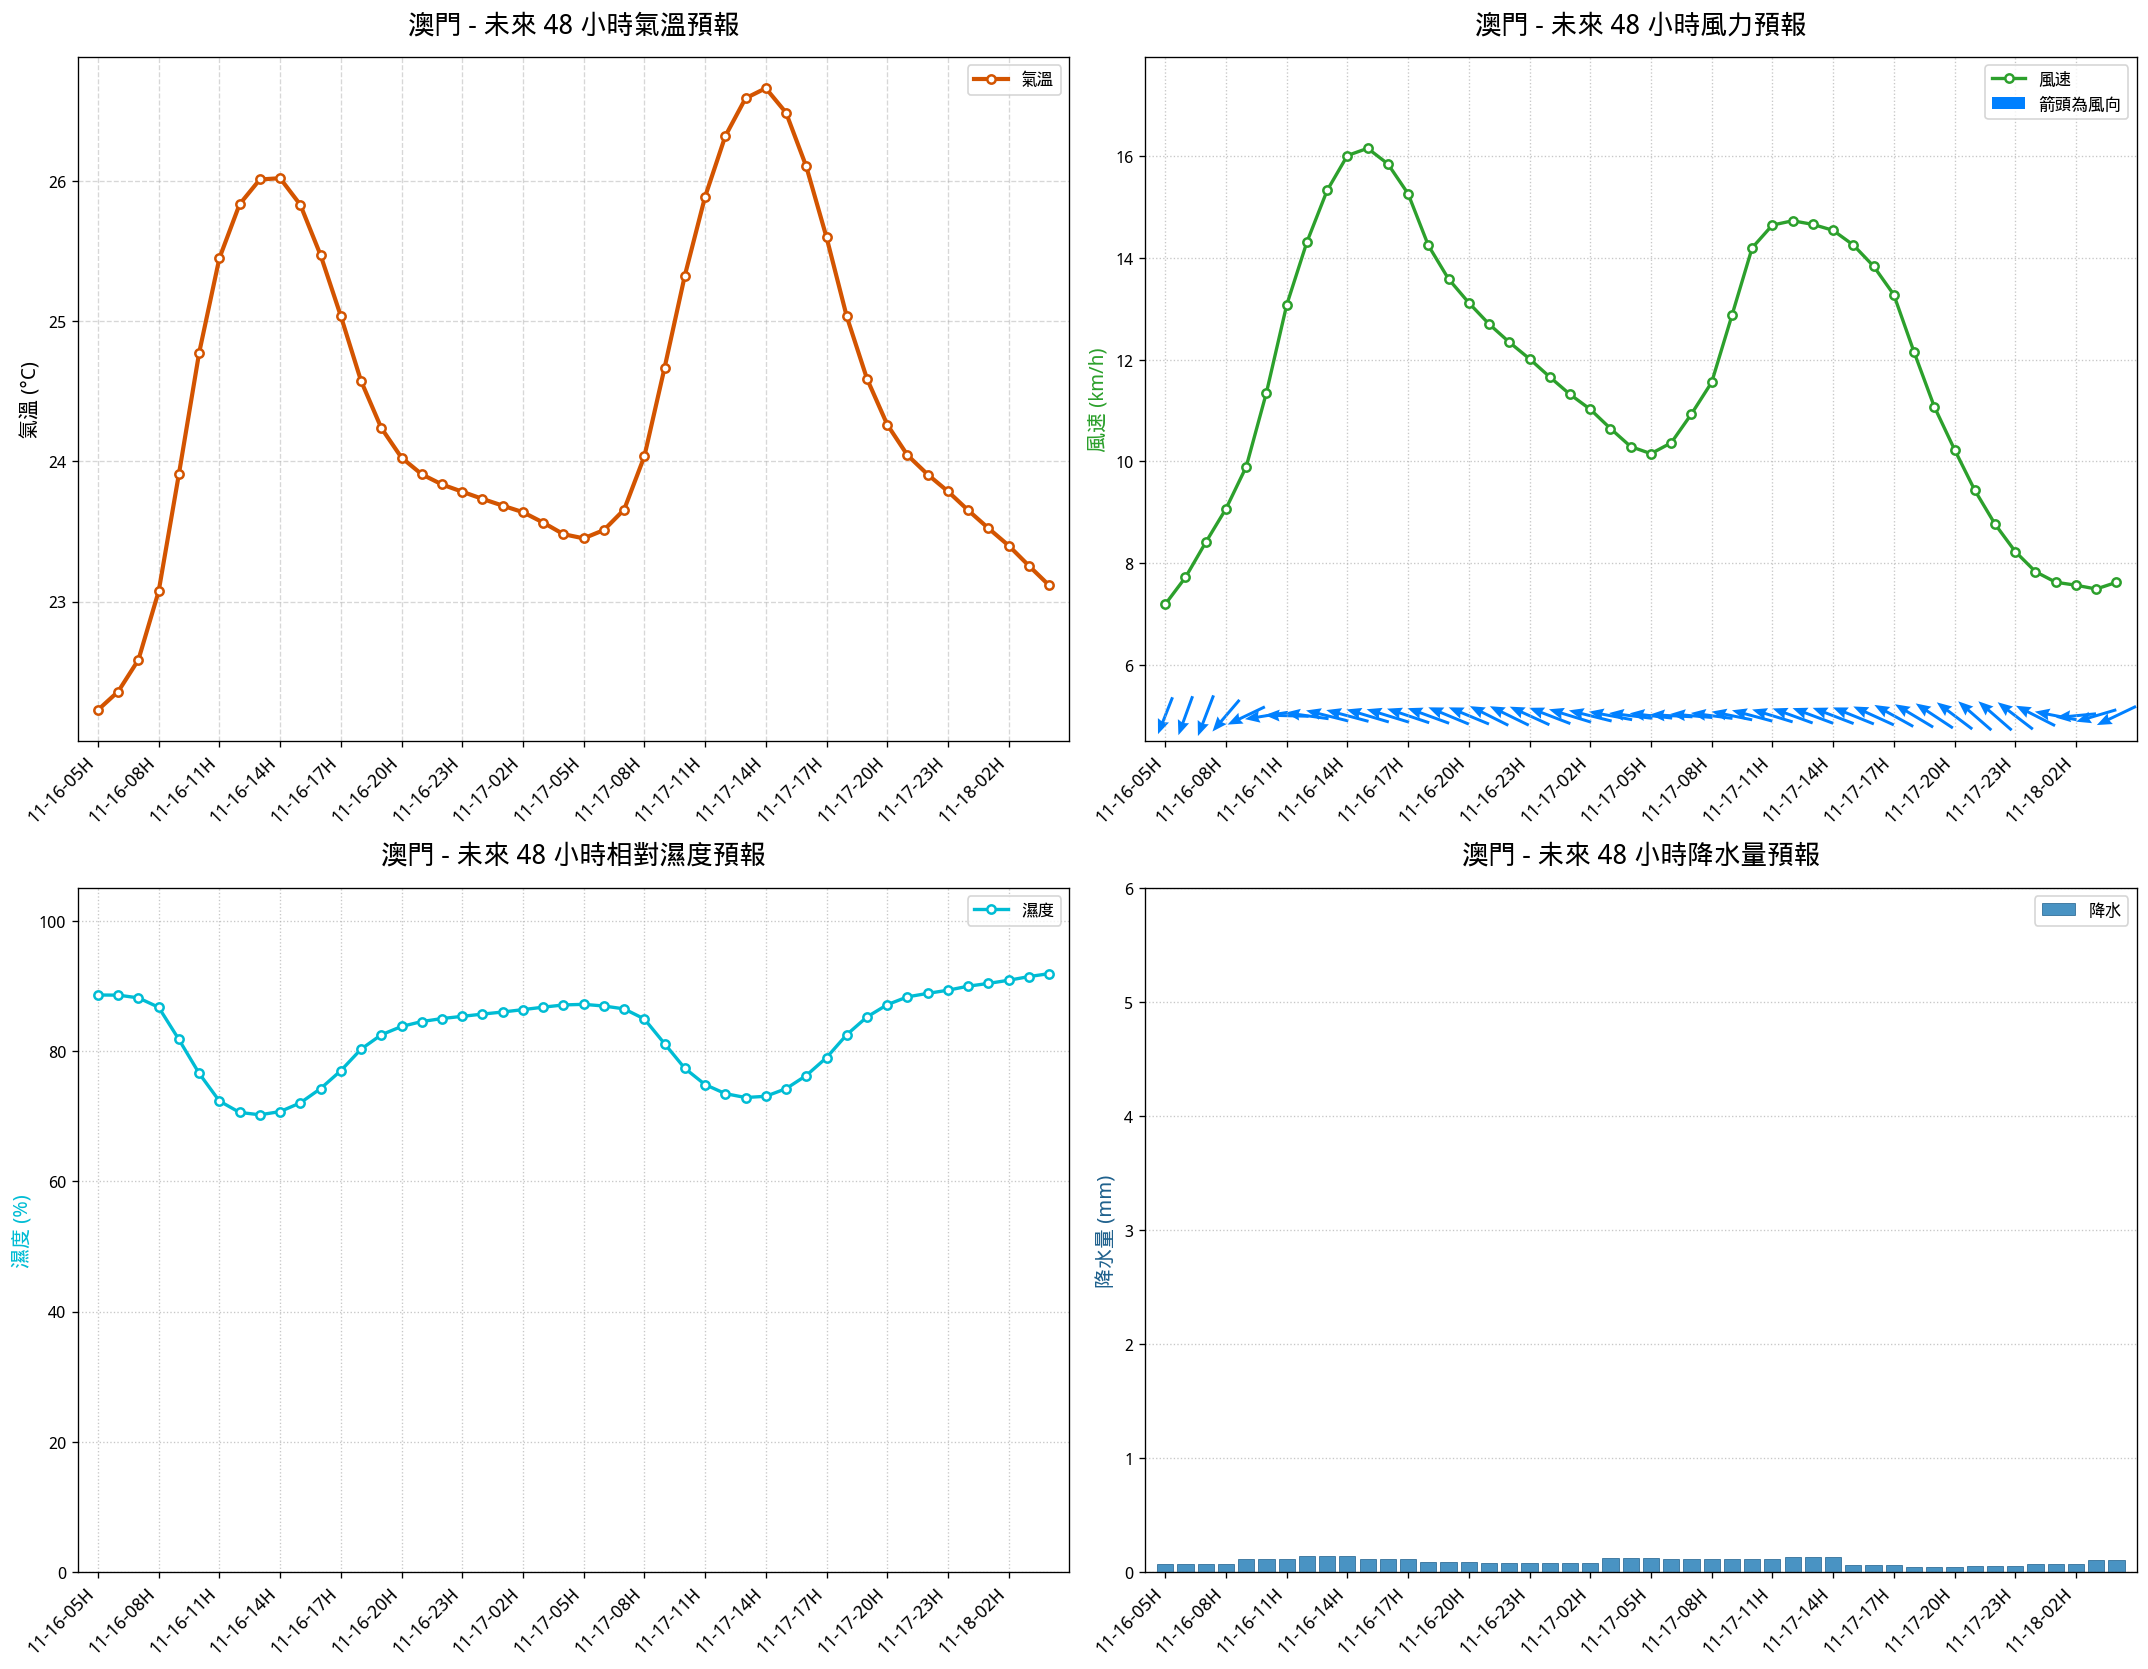 澳門 - 未來 48 小時氣溫預報
氣溫
氣溫 (°C)
26
25
24
23
11-16-05H
11-16-08H
11-16-11H
11-16-14H
11-16-17H
11-16-20H
11-16-23H
11-17-02H
11-17-05H
11-17-08H
11-17-11H
11-17-14H
11-17-17H
11-17-20H
11-17-23H
11-18-02H
澳門 - 未來 48 小時風力預報
風速
箭頭為風向
風速 (km/h)
16
14
12
10
8
6
11-16-05H
11-16-08H
11-16-11H
11-16-14H
11-16-17H
11-16-20H
11-16-23H
11-17-02H
11-17-05H
11-17-08H
11-17-11H
11-17-14H
11-17-17H
11-17-20H
11-17-23H
11-18-02H
澳門 - 未來 48 小時相對濕度預報
濕度
濕度 (%)
100
80
60
40
20
0
11-16-05H
11-16-08H
11-16-11H
11-16-14H
11-16-17H
11-16-20H
11-16-23H
11-17-02H
11-17-05H
11-17-08H
11-17-11H
11-17-14H
11-17-17H
11-17-20H
11-17-23H
11-18-02H
澳門 - 未來 48 小時降水量預報
降水
降水量 (mm)
6
5
4
3
2
1
0
11-16-05H
11-16-08H
11-16-11H
11-16-14H
11-16-17H
11-16-20H
11-16-23H
11-17-02H
11-17-05H
11-17-08H
11-17-11H
11-17-14H
11-17-17H
11-17-20H
11-17-23H
11-18-02H